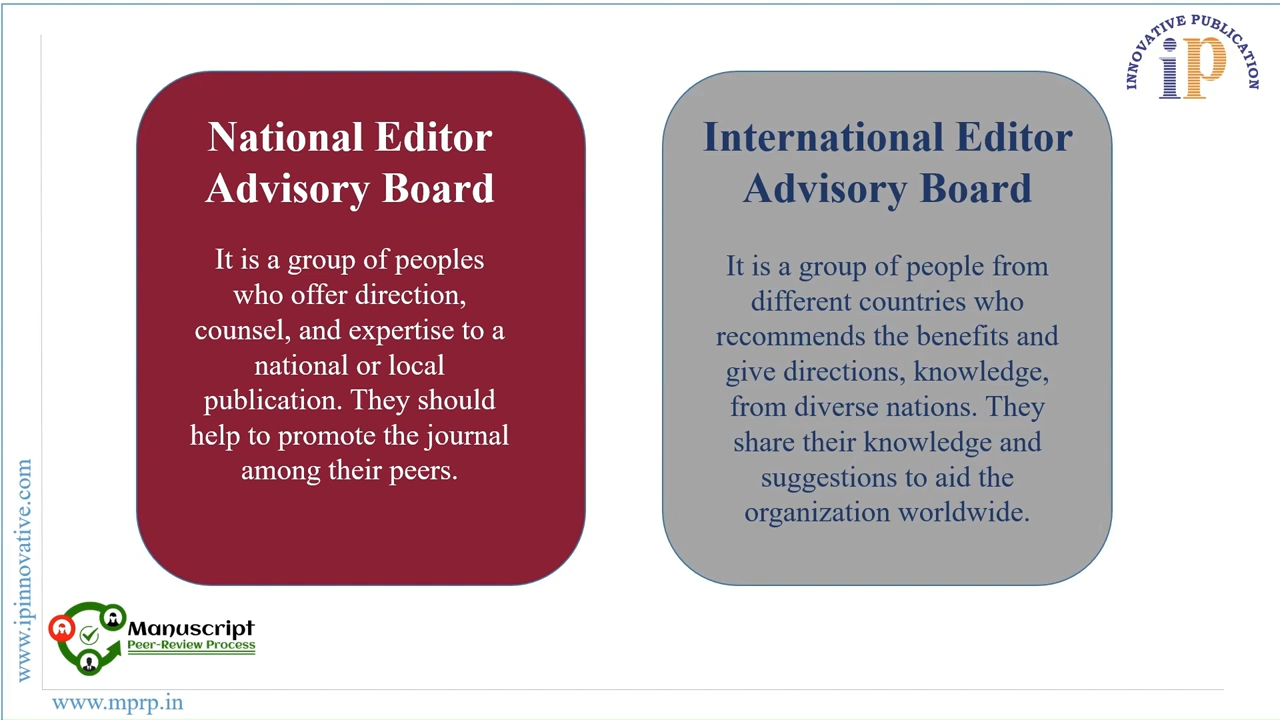 INNOVATIVE PUBLICATION
iP
National Editor
Advisory Board
It is a group of peoples
who offer direction,
counsel, and expertise to a
national or local
publication. They should
help to promote the journal
among their peers.
International Editor
Advisory Board
It is a group of people from
different countries who
recommends the benefits and
give directions, knowledge,
from diverse nations. They
share their knowledge and
suggestions to aid the
organization worldwide.
www.ipinnovative.com
Manuscript
Peer-Review Process
www.mprp.in